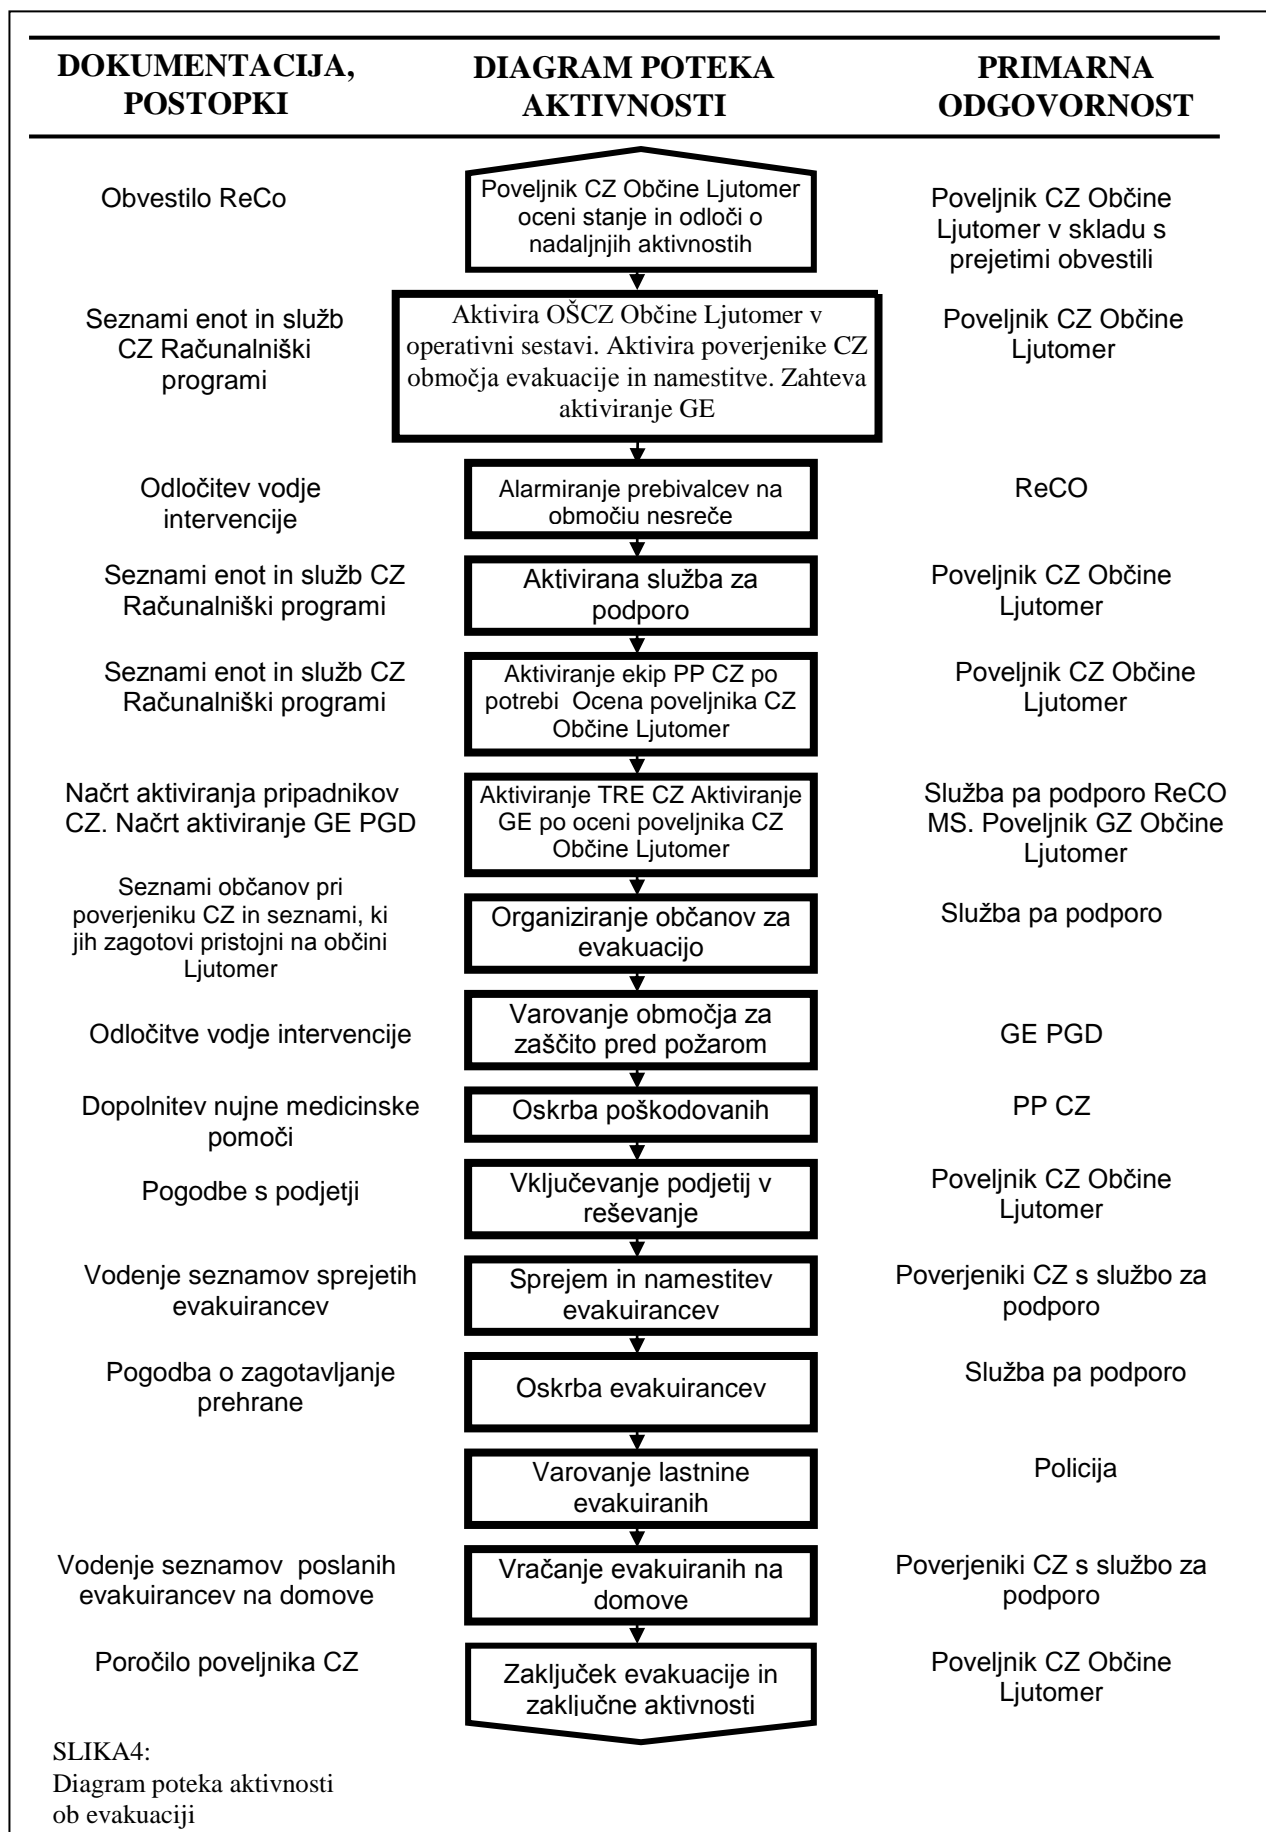 DOKUMENTACIJA,
POSTOPKI
DIAGRAM POTEKA
AKTIVNOSTI
PRIMARNA
ODGOVORNOST
Obvestilo ReCo
Poveljnik CZ Občine Ljutomer
oceni stanje in odloči o
nadaljnjih aktivnostih
Poveljnik CZ Občine
Ljutomer v skladu s
prejetimi obvestili
Seznami enot in služb
CZ Računalniški
programi
Aktivira OŠCZ Občine Ljutomer v
operativni sestavi. Aktivira poverjenike CZ
območja evakuacije in namestitve. Zahteva
aktiviranje GE
Poveljnik CZ Občine
Ljutomer
Odločitev vodje
intervencije
Alarmiranje prebivalcev na
območiu nesreče
ReCO
Seznami enot in služb CZ
Računalniški programi
Aktivirana služba za
podporo
Poveljnik CZ Občine
Ljutomer
Seznami enot in služb CZ
Računalniški programi
Aktiviranje ekip PP CZ po
potrebi Ocena poveljnika CZ
Občine Ljutomer
Poveljnik CZ Občine
Ljutomer
Načrt aktiviranja pripadnikov
CZ. Načrt aktiviranje GE PGD
Aktiviranje TRE CZ Aktiviranje
GE po oceni poveljnika CZ
Občine Ljutomer
Služba pa podporo ReCO
MS. Poveljnik GZ Občine
Ljutomer
Seznami občanov pri
poverjeniku CZ in seznami, ki
jih zagotovi pristojni na občini
Ljutomer
Organiziranje občanov za
evakuacijo
Služba pa podporo
Odločitve vodje intervencije
Varovanje območja za
zaščito pred požarom
GE PGD
Dopolnitev nujne medicinske
pomoči
Oskrba poškodovanih
PP CZ
Pogodbe s podjetji
Vključevanje podjetij v
reševanje
Poveljnik CZ Občine
Ljutomer
Vodenje seznamov sprejetih
evakuirancev
Sprejem in namestitev
evakuirancev
Poverjeniki CZ s službo za
podporo
Pogodba o zagotavljanje
prehrane
Oskrba evakuirancev
Služba pa podporo
Varovanje lastnine
evakuiranih
Policija
Vodenje seznamov poslanih
evakuirancev na domove
Vračanje evakuiranih na
domove
Poverjeniki CZ s službo za
podporo
Poročilo poveljnika CZ
Zaključek evakuacije in
zaključne aktivnosti
Poveljnik CZ Občine
Ljutomer
SLIKA4:
Diagram poteka aktivnosti
ob evakuaciji